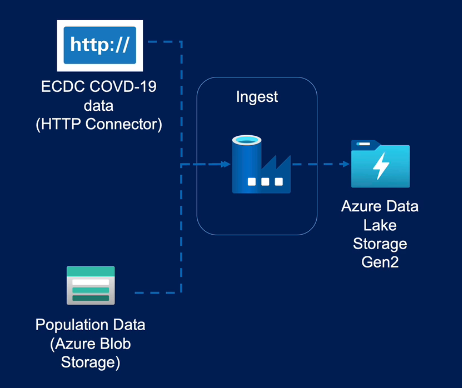 http://
ECDC COVD-19
data
(HTTP Connector)
Ingest
Azure Data
Lake
Storage
Gen2
Population Data
(Azure Blob
Storage)